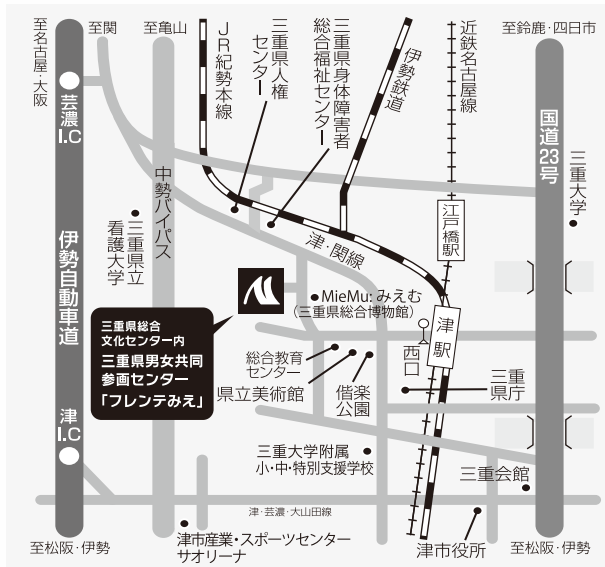 至名古屋・大阪
至関
至亀山
JR紀勢本線
三重県人権
センター
三重県身体障害者
総合福祉センター
伊勢鉄道
近鉄名古屋線
至鈴鹿・四日市
芸濃
I.C
国道23号
三重大学
中勢バイパス
三重県立
看護大学
江戸橋駅
伊勢自動車道
津・関線
MieMu:みえむ
(三重県総合博物館)
津駅
西口
三重県総合
文化センター内
三重県男女共同
参画センター
「フレンテみえ」
総合教育
センター
県立美術館
偕楽
公園
三重
県庁
津
I.C
三重大学附属
小・中・特別支援学校
三重会館
津・芸濃・大山田線
津市産業・スポーツセンター
サオリーナ
津市役所
至松阪・伊勢
至松阪・伊勢